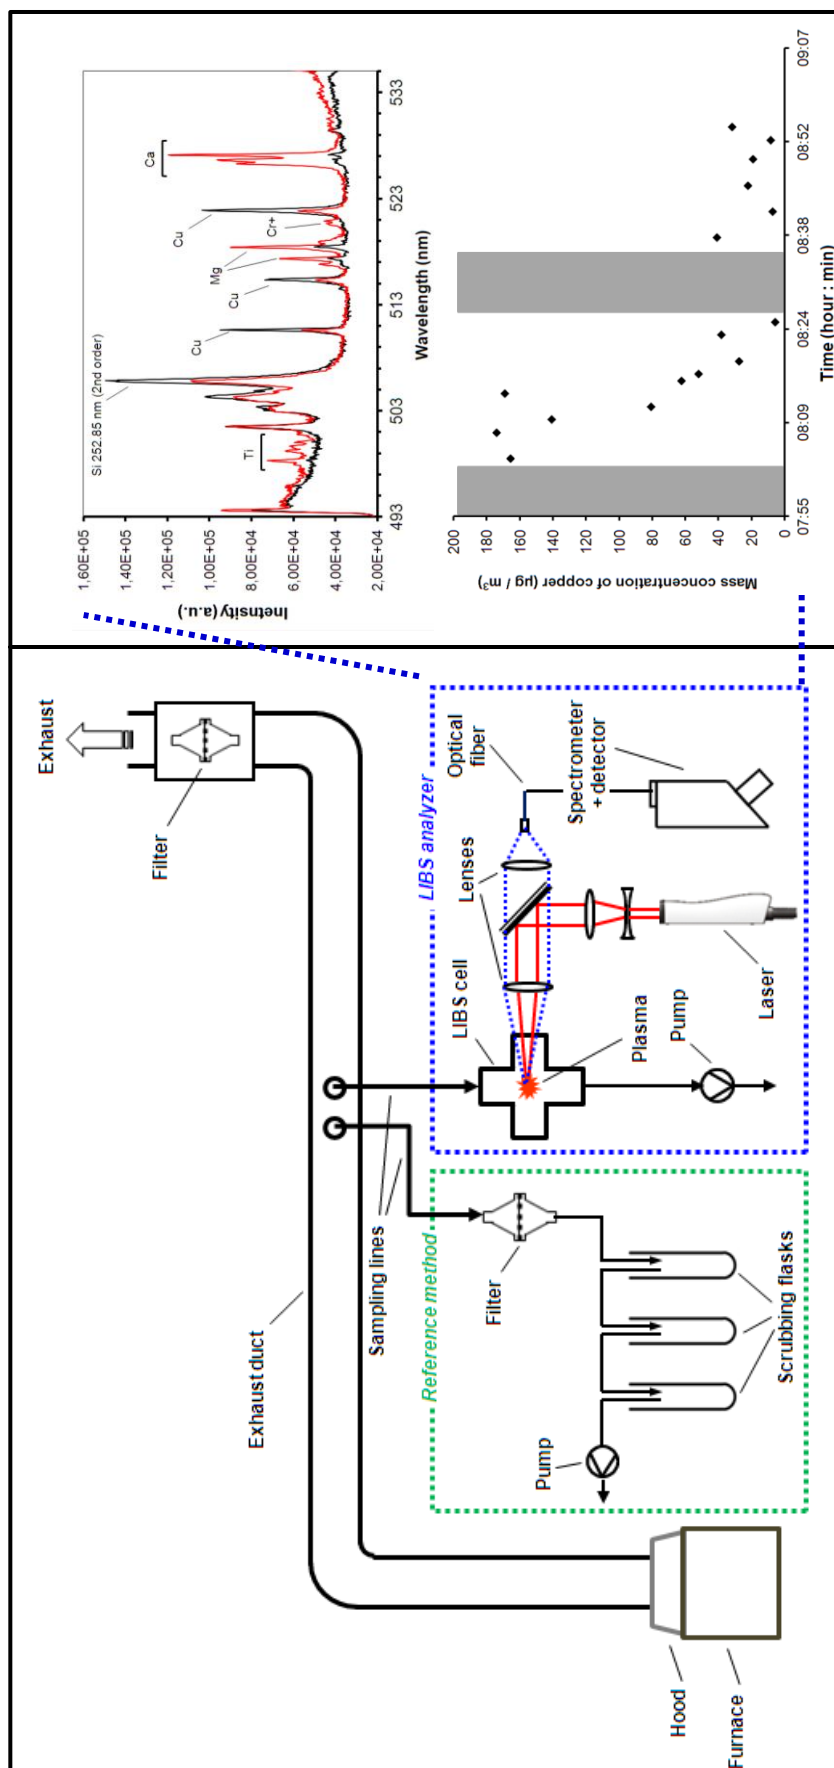 Exhaust
Filter
Exhaust duct
Sampling lines
Hood
Furnace
Reference method
Filter
Pump
Scrubbing flasks
LIBS analyzer
LIBS cell
Lenses
Optical
fiber
Spectrometer
+ detector
Plasma
Pump
Laser
Inetnsity (a.u.)
1,60E+05
1,40E+05
1,20E+05
1,00E+05
8,00E+04
6,00E+04
4,00E+04
2,00E+04
Si 252.85 nm (2nd order)
Ti
Cu
Cu
Mg
Cu
Cr+
Ca
493
503
513
523
533
Wavelength (nm)
Mass concentration of copper (µg / m³)
200
180
160
140
120
100
80
60
40
20
0
07:55
08:09
08:24
08:38
08:52
09:07
Time (hour : min)